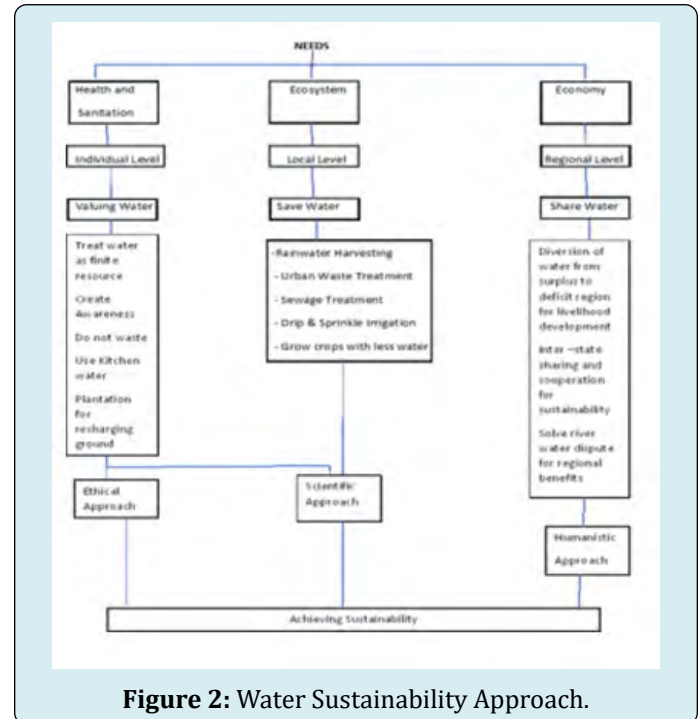 NEEDS
Health and
Sanitation
Ecosystem
Economy
Individual Level
Local Level
Regional Level
Valuing Water
Save Water
Share Water
Treat water
as finite
resource
Create
Awareness
Do not waste
Use Kitchen
water
Plantation
for
recharging
ground
-Rainwater Harvesting
- Urban Waste Treatment
- Sewage Treatment
- Drip & Sprinkle Irrigation
- Grow crops with less water
Diversion of
water from
surplus to
deficit region
for livelihood
development
Inter –state
sharing and
cooperation
for
sustainability
Solve river
water dispute
for regional
benefits
Ethical
Approach
Scientific
Approach
Humanistic
Approach
Achieving Sustainability
Figure 2: Water Sustainability Approach.